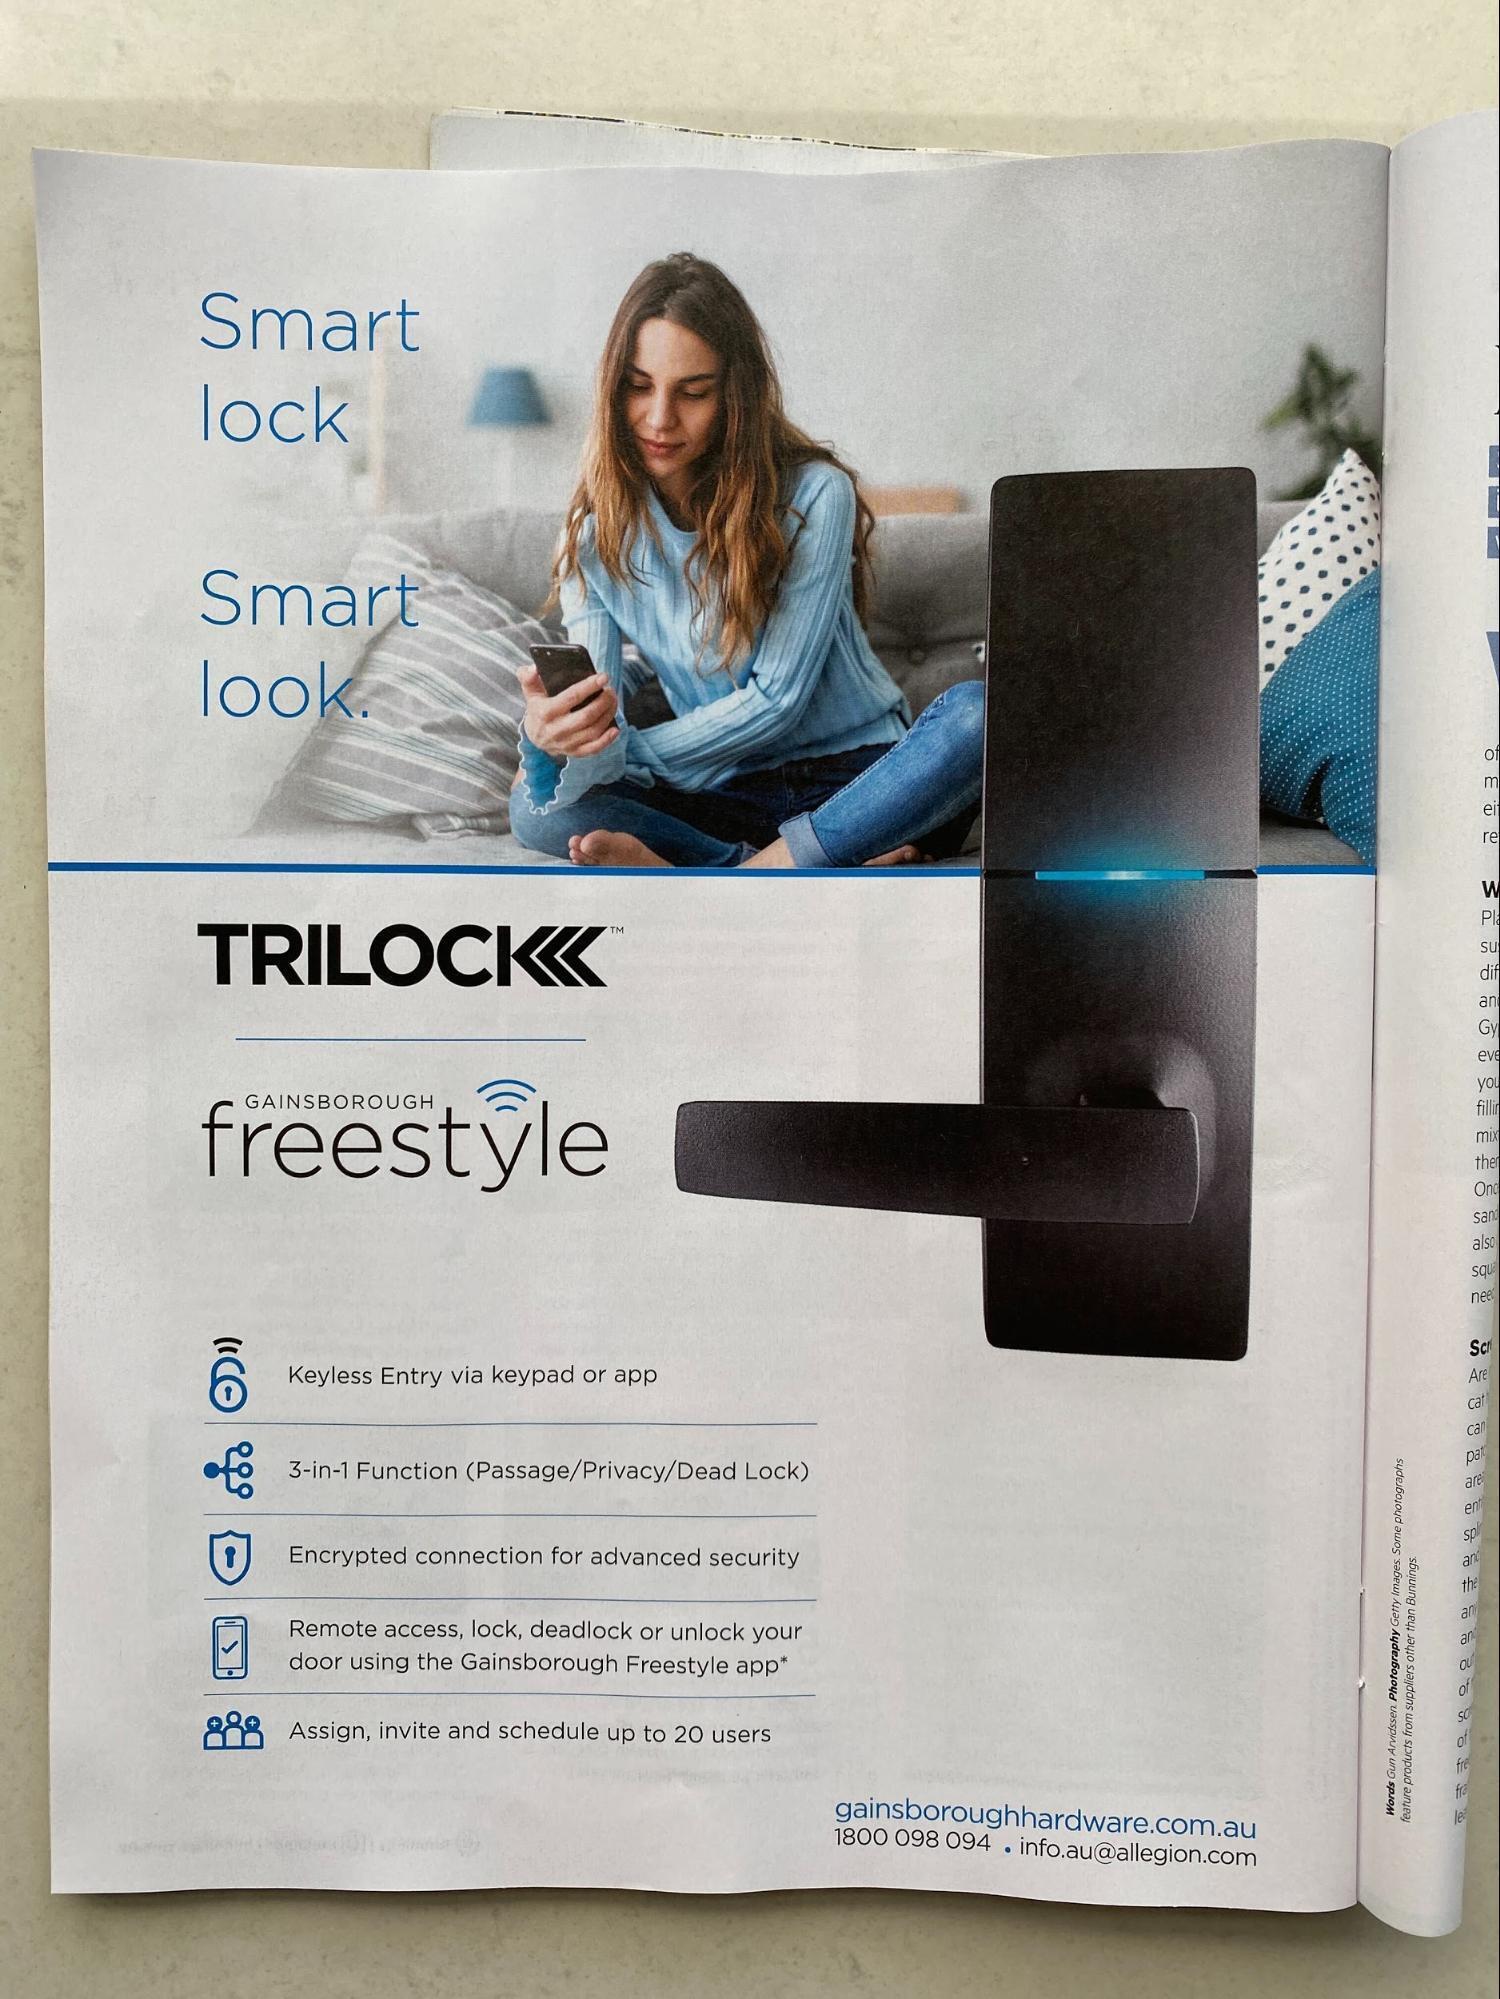 Smart
lock
Smart
look.
TRILOCK™
GAINSBOROUGH
freestyle
Keyless Entry via keypad or app
3-in-1 Function (Passage/Privacy/Dead Lock)
Encrypted connection for advanced security
Remote access, lock, deadlock or unlock your
door using the Gainsborough Freestyle app*
Assign, invite and schedule up to 20 users
gainsboroughhardware.com.au
1800 098 094 • info.au@allegion.com
Words Gun Arvidssen. Photography Getty Images. Some photographs
feature products from suppliers other than Bunnings.